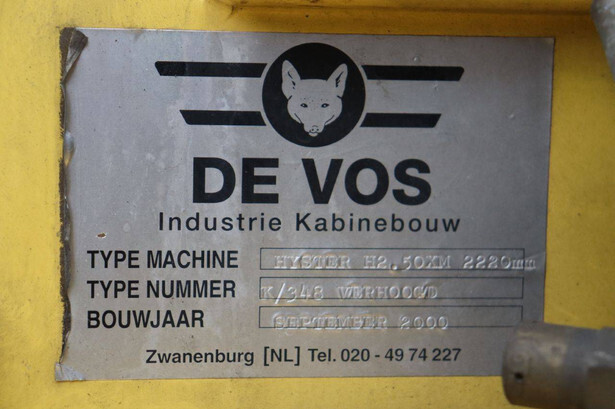 DE VOS
Industrie Kabinebouw
TYPE MACHINE HYSTER H2.50XM 2220mm
TYPE NUMMER K/348 VERHOOGD
BOUWJAAR SEPTEMBER 2000
Zwanenburg [NL] Tel. 020 - 49 74 227